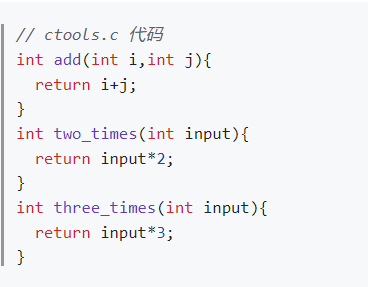 // ctools.c 代码
int add(int i,int j){
  return i+j;
}
int two_times(int input){
  return input*2;
}
int three_times(int input){
  return input*3;
}